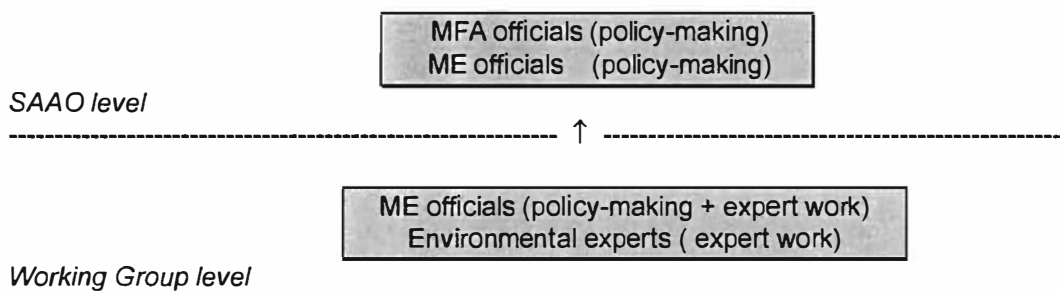 MFA officials (policy-making)
ME officials (policy-making)
SAAO level
↑
ME officials (policy-making + expert work)
Environmental experts ( expert work)
Working Group level